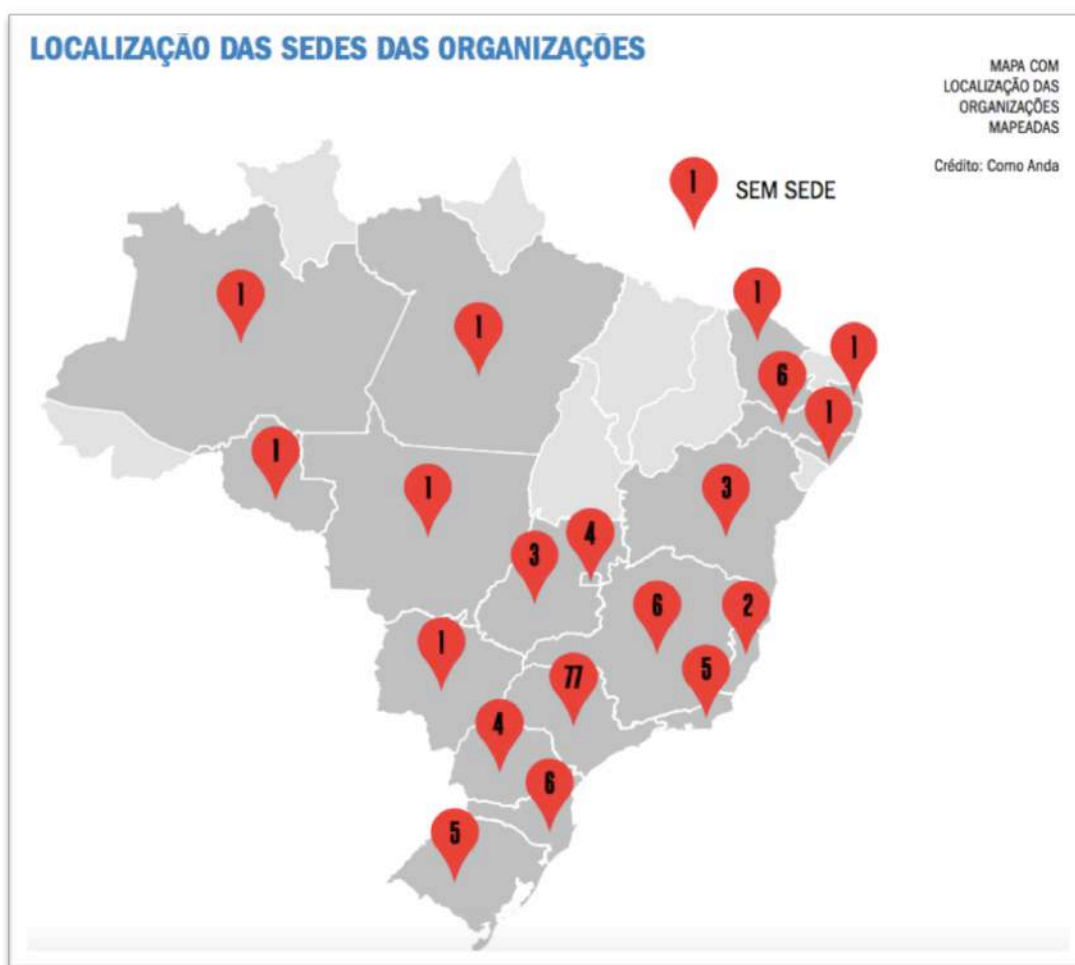 LOCALIZAÇÃO DAS SEDES DAS ORGANIZAÇÕES
MAPA COM
LOCALIZAÇÃO DAS
ORGANIZAÇÕES
MAPEADAS
Crédito: Como Anda
1 SEM SEDE
1
1
1
1
6
1
1
1
3
4
3
6
2
1
77
5
4
6
5